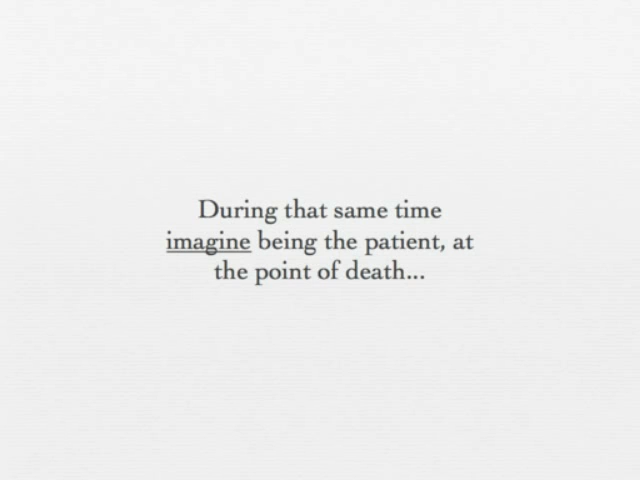 During that same time
imagine being the patient, at
the point of death...